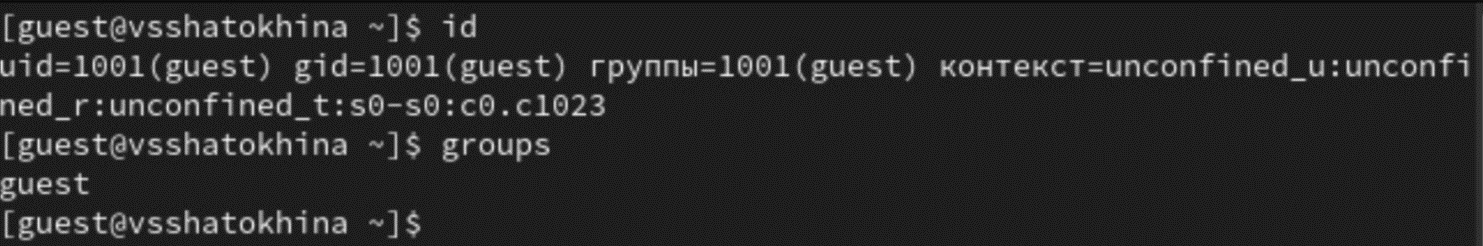 [guest@vsshatokhina ~]$ id
uid=1001(guest) gid=1001(guest) группы=1001(guest) контекст=unconfined_u:unconfi
ned_r:unconfined_t:s0-s0:c0.c1023
[guest@vsshatokhina ~]$ groups
guest
[guest@vsshatokhina ~]$